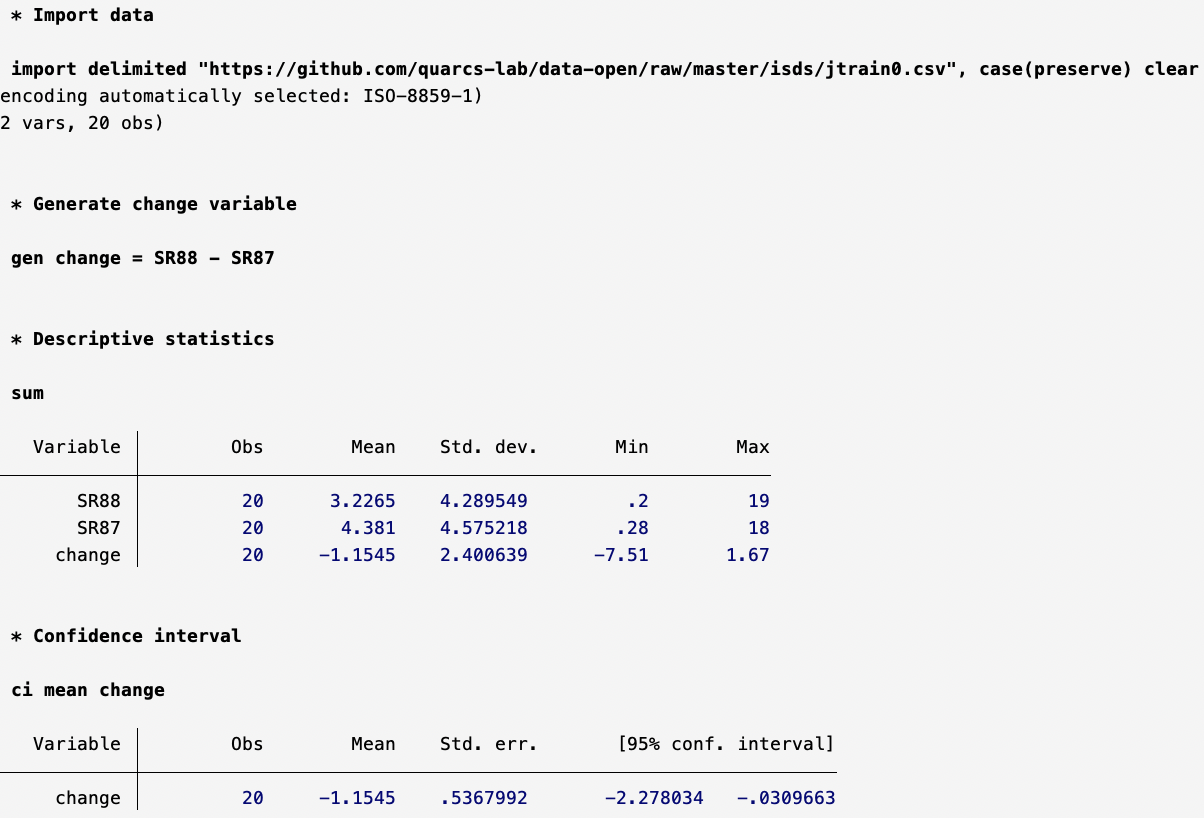 * Import data
import delimited "https://github.com/quarcs-lab/data-open/raw/master/isds/jtrain0.csv", case(preserve) clear
encoding automatically selected: ISO-8859-1)
2 vars, 20 obs)
* Generate change variable
gen change = SR88 - SR87
* Descriptive statistics
sum
Variable Obs Mean Std. dev. Min Max
SR88 20 3.2265 4.289549 .2 19
SR87 20 4.381 4.575218 .28 18
change 20 -1.1545 2.400639 -7.51 1.67
* Confidence interval
ci mean change
Variable Obs Mean Std. err. [95% conf. interval]
change 20 -1.1545 .5367992 -2.278034 -.0309663